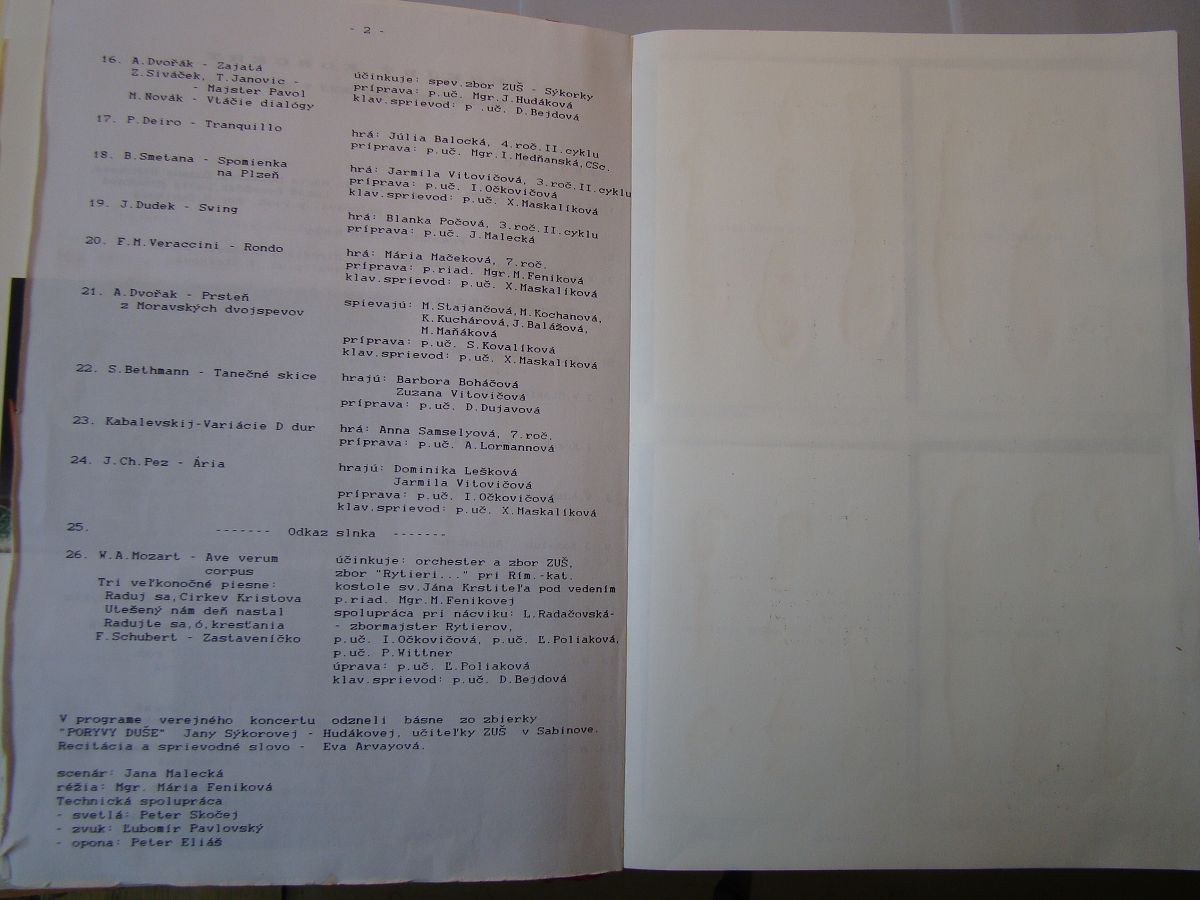 - 2 -
16. A.Dvořák - Zajatá
Z.Siváček, T.Janovic -
- Majster Pavol
M.Novák - Vtáčie dialógy
účinkuje: spev.zbor ZUŠ - Sýkorky
príprava: p.uč. Mgr.J.Hudáková
klav.sprievod: p .uč. D.Bejdová
17. P.Deiro - Tranquillo
hrá: Júlia Balocká, 4.roč.II.cyklu
príprava: p.uč. Mgr.I.Medňanská,CSc.
18. B.Smetana - Spomienka
na Plzeň
hrá: Jarmila Vitovičová, 3.roč.II.cyklu
príprava: p.uč. I.Očkovičová
klav.sprievod: p.uč. X.Maskalíková
19. J.Dudek - Swing
hrá: Blanka Počová, 3.roč.II.cyklu
príprava: p.uč. J.Malecká
20. F.M.Veraccini - Rondo
hrá: Mária Mačeková, 7.roč.
príprava: p.riad. Mgr.M.Feniková
klav.sprievod: p.uč. X.Maskalíková
21. A.Dvořák - Prsteň
z Moravských dvojspevov
spievajú: M.Stajančová,M.Kochanová,
K.Kuchárová,J.Balážová,
M.Maňáková
príprava: p.uč. S.Kovalíková
klav.sprievod: p.uč. X.Maskalíková
22. S.Bethmann - Tanečné skice
hrajú: Barbora Boháčová
Zuzana Vitovičová
príprava: p.uč. D.Dujavová
23. Kabalevskij-Variácie D dur
hrá: Anna Samselyová, 7.roč.
príprava: p.uč. A.Lormannová
24. J.Ch.Pez - Ária
hrajú: Dominika Lešková
Jarmila Vitovičová
príprava: p.uč. I.Očkovičová
klav.sprievod: p.uč. X.Maskalíková
25. ------- Odkaz slnka -------
26. W.A.Mozart - Ave verum
corpus
Tri veľkonočné piesne:
Raduj sa,Cirkev Kristova
Utešený nám deň nastal
Radujte sa,ó,kresťania
F.Schubert - Zastaveníčko
účinkuje: orchester a zbor ZUŠ,
zbor "Rytieri..." pri Rím.-kat.
kostole sv.Jána Krstiteľa pod vedením
p.riad. Mgr.M.Fenikovej
spolupráca pri nácviku: L.Radačovská-
- zbormajster Rytierov,
p.uč. I.Očkovičová, p.uč. Ľ.Poliaková,
p.uč. P.Wittner
úprava: p.uč. Ľ.Poliaková
klav.sprievod: p.uč. D.Bejdová
V programe verejného koncertu odzneli básne zo zbierky
"PORYVY DUŠE" Jany Sýkorovej - Hudákovej, učiteľky ZUŠ v Sabinove.
Recitácia a sprievodné slovo - Eva Arvayová.
scenár: Jana Malecká
réžia: Mgr. Mária Feniková
Technická spolupráca
- svetlá: Peter Skočej
- zvuk: Ľubomír Pavlovský
- opona: Peter Eliáš